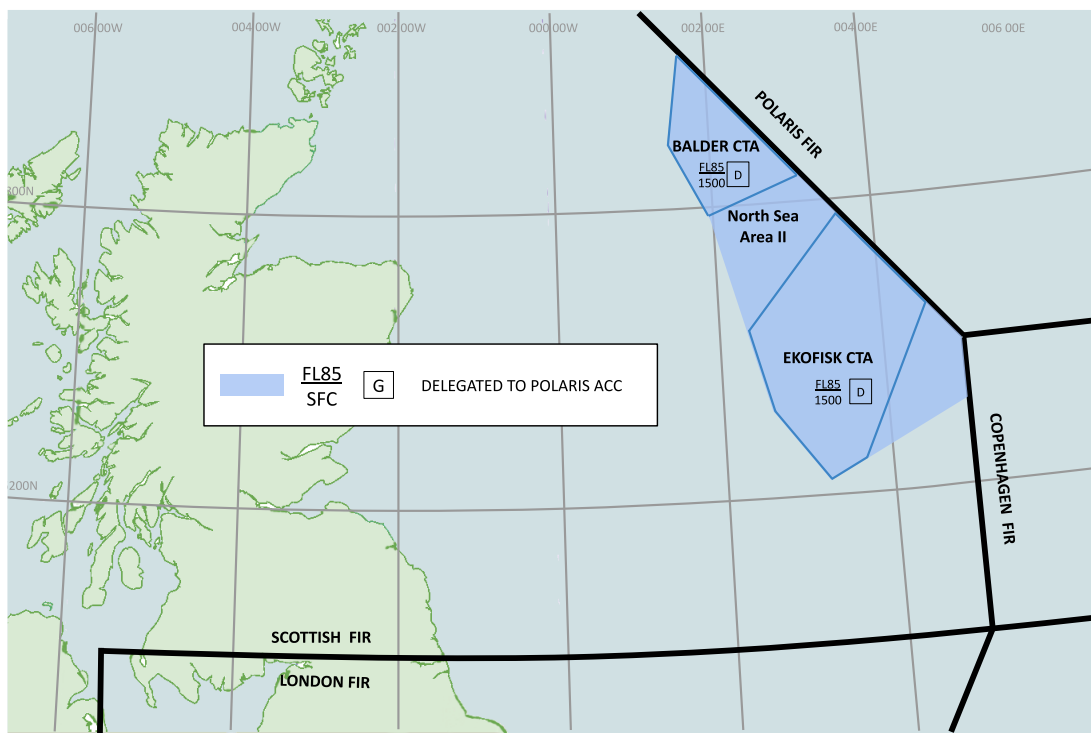 006 00W
004 00W
002 00W
000 00W
002 00E
004 00E
006 00E
POLARIS FIR
BALDER CTA
FL85
1500
D
300N
North Sea
Area II
EKOFISK CTA
FL85
1500
D
FL85
SFC
G
DELEGATED TO POLARIS ACC
COPENHAGEN FIR
200N
SCOTTISH FIR
LONDON FIR